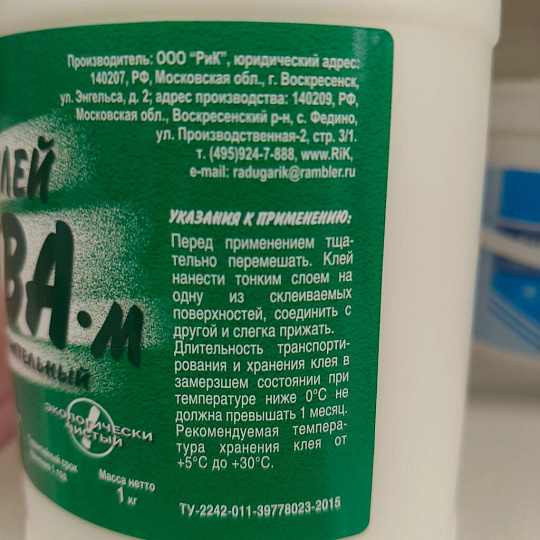 Производитель: ООО "РиК", юридический адрес:
140207, РФ, Московская обл., г. Воскресенск,
ул. Энгельса, д. 2; адрес производства: 140209, РФ,
Московская обл., Воскресенский р-н, с. Федино,
ул. Производственная-2, стр. 3/1.
т. (495)924-7-888, www.RiK,
e-mail: radugarik@rambler.ru
ЛЕЙ
ВА-м
УКАЗАНИЯ К ПРИМЕНЕНИЮ:
Перед применением тща-
тельно перемешать. Клей
нанести тонким слоем на
одну из склеиваемых
поверхностей, соединить с
другой и слегка прижать.
Длительность транспорти-
рования и хранения клея в
замерзшем состоянии при
температуре ниже 0°С не
должна превышать 1 месяц.
Рекомендуемая темпера-
тура хранения клея от
+5°С до +30°С.
экологически
чистый
Гарантийный срок
1 год
Масса нетто
1 кг
ТУ-2242-011-39778023-2015